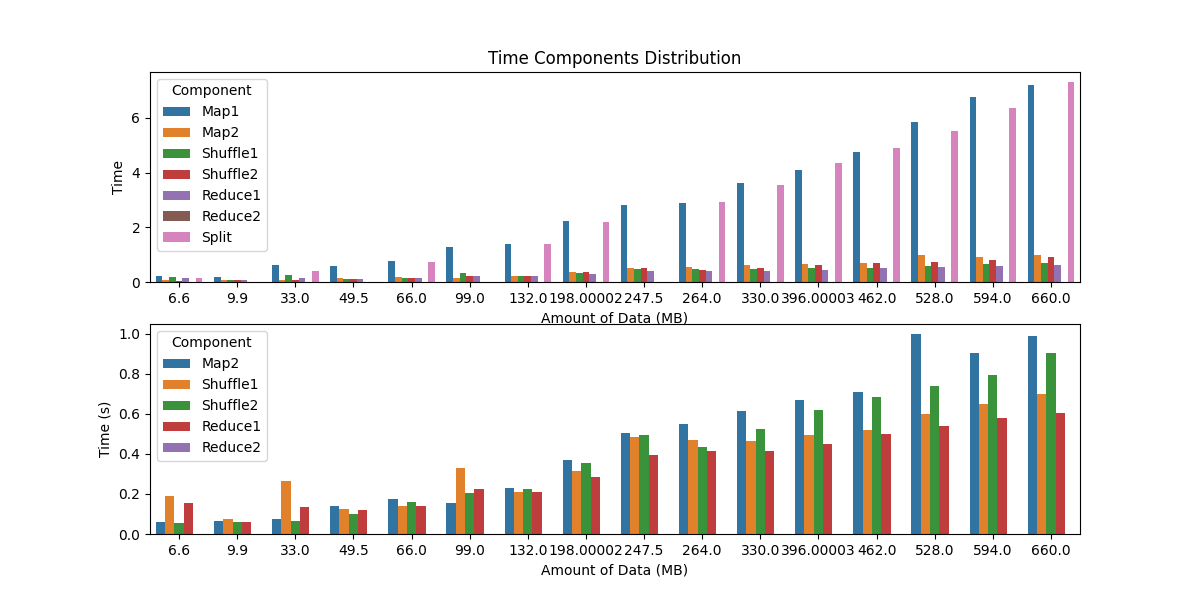 Time Components Distribution
Component
Map1
Map2
Shuffle1
Shuffle2
Reduce1
Reduce2
Split
Time
6
4
2
0
6.6 9.9 33.0 49.5 66.0 99.0 132.0 198.00002 247.5 264.0 330.0 396.00003 462.0 528.0 594.0 660.0
Amount of Data (MB)
Component
Map2
Shuffle1
Shuffle2
Reduce1
Reduce2
Time (s)
1.0
0.8
0.6
0.4
0.2
0.0
6.6 9.9 33.0 49.5 66.0 99.0 132.0 198.00002 247.5 264.0 330.0 396.00003 462.0 528.0 594.0 660.0
Amount of Data (MB)